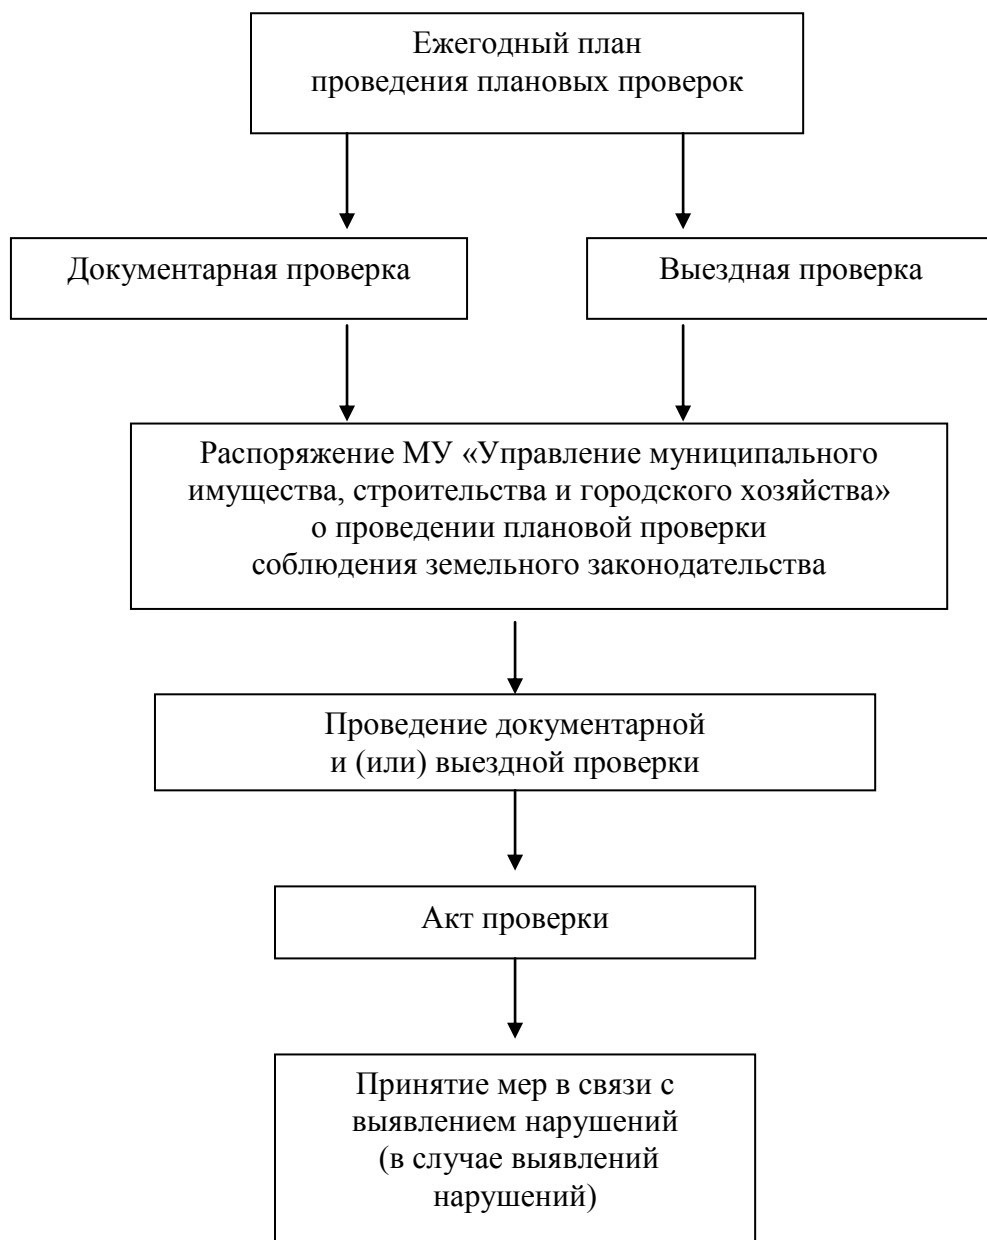 Ежегодный план
проведения плановых проверок
Документарная проверка
Выездная проверка
Распоряжение МУ «Управление муниципального
имущества, строительства и городского хозяйства»
о проведении плановой проверки
соблюдения земельного законодательства
Проведение документарной
и (или) выездной проверки
Акт проверки
Принятие мер в связи с
выявлением нарушений
(в случае выявлений
нарушений)